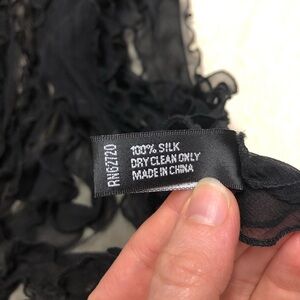 RN62720
100% SILK
DRY CLEAN ONLY
MADE IN CHINA